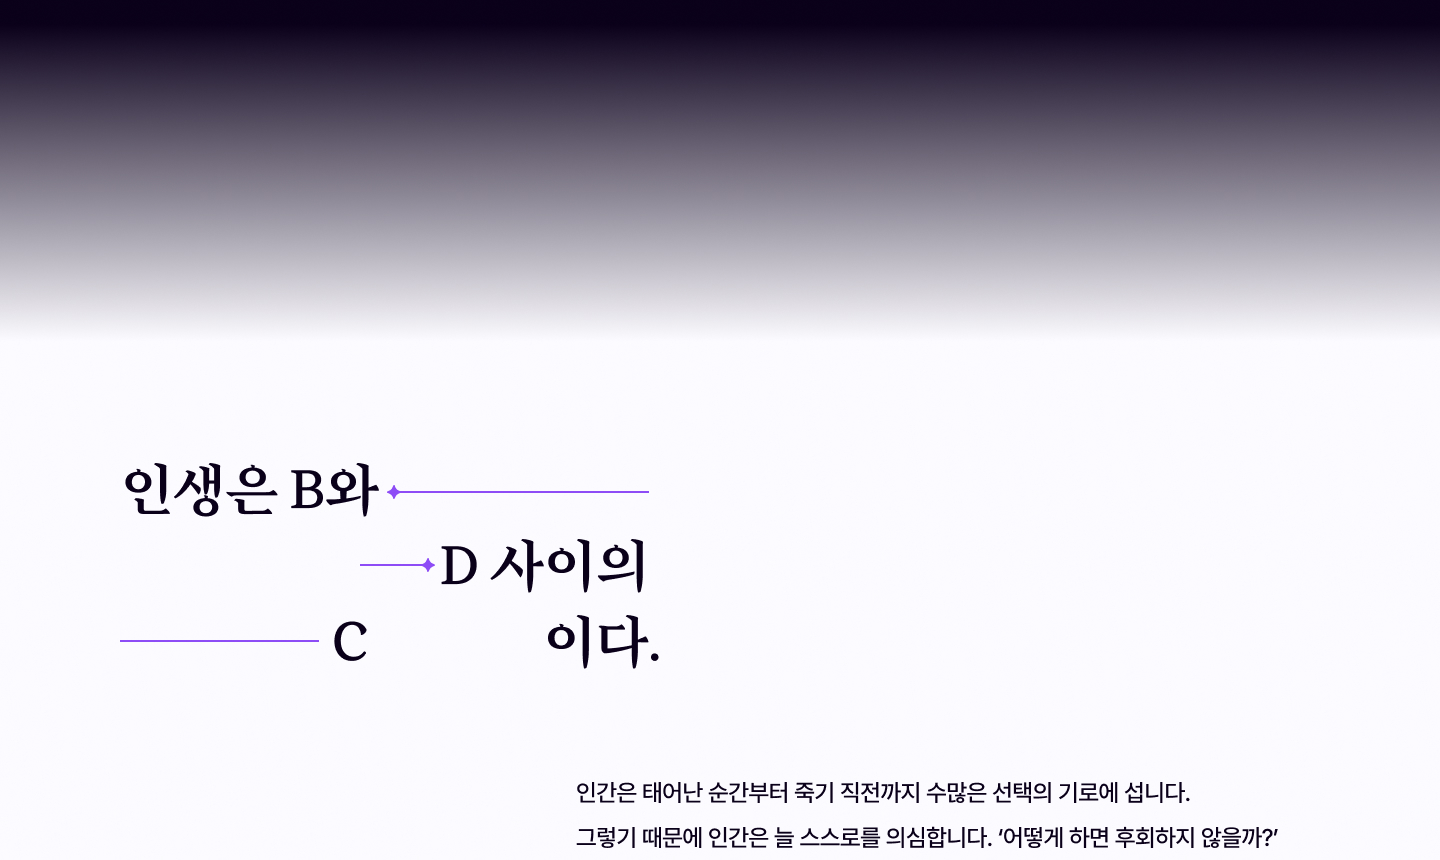 인생은 B와
D 사이의
C 이다.
인간은 태어난 순간부터 죽기 직전까지 수많은 선택의 기로에 섭니다.
그렇기 때문에 인간은 늘 스스로를 의심합니다. ‘어떻게 하면 후회하지 않을까?’